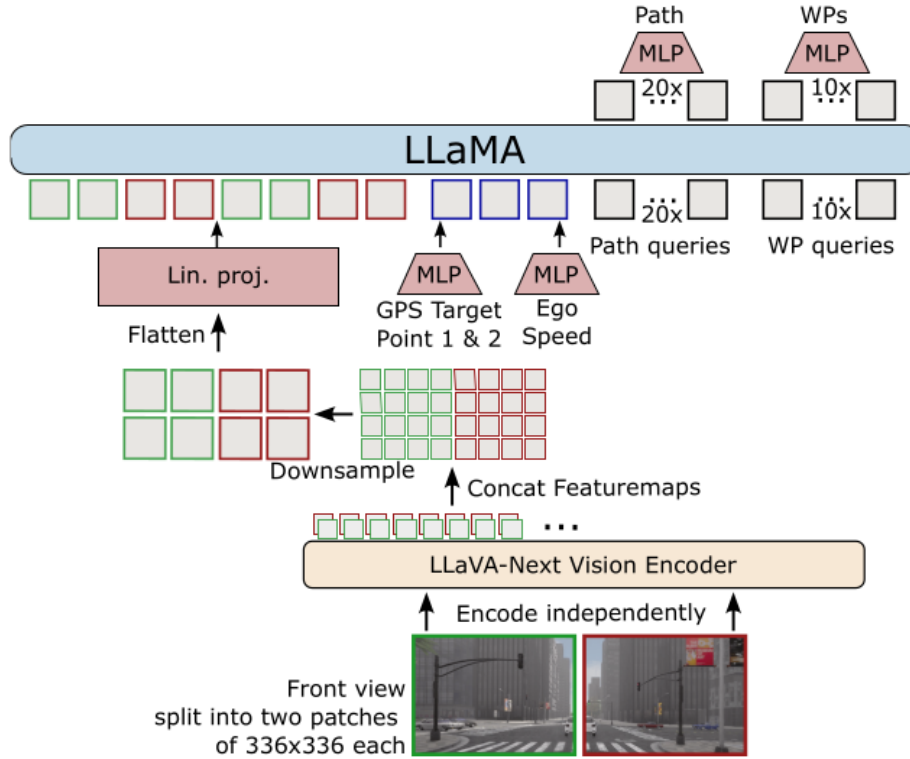 Path
WPs
MLP
MLP
20x
...
10x
...
LLaMA
...
20x
...
10x
Path queries
WP queries
Lin. proj.
MLP
MLP
GPS Target
Point 1 & 2
Ego
Speed
Flatten
Downsample
Concat Featuremaps
...
LLaVA-Next Vision Encoder
Encode independently
Front view
split into two patches
of 336x336 each